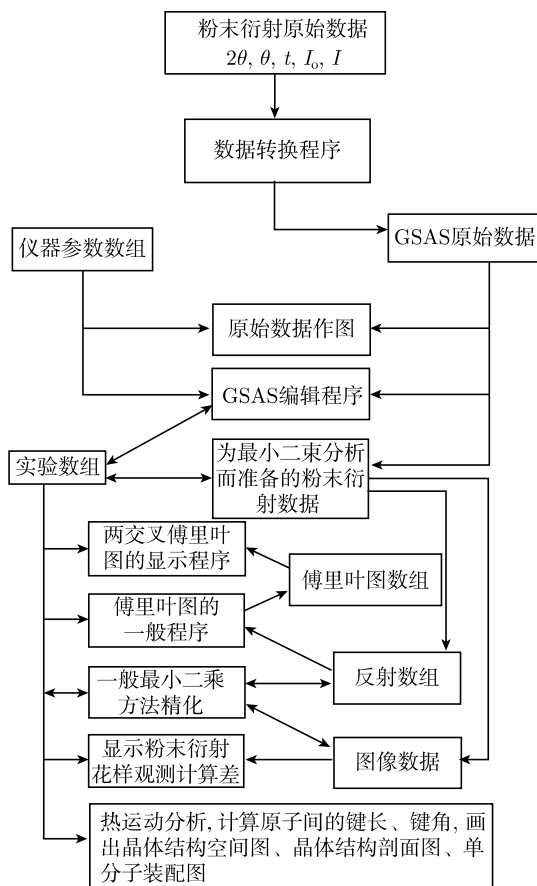 粉末衍射原始数据
2θ, θ, t, Iₒ, I
数据转换程序
仪器参数数组
GSAS原始数据
原始数据作图
GSAS编辑程序
实验数组
为最小二束分析
而准备的粉末衍
射数据
两交叉傅里叶
图的显示程序
傅里叶图数组
傅里叶图的
一般程序
反射数组
一般最小二乘
方法精化
显示粉末衍射
花样观测计算差
图像数据
热运动分析, 计算原子间的键长、键角, 画
出晶体结构空间图、晶体结构剖面图、单
分子装配图